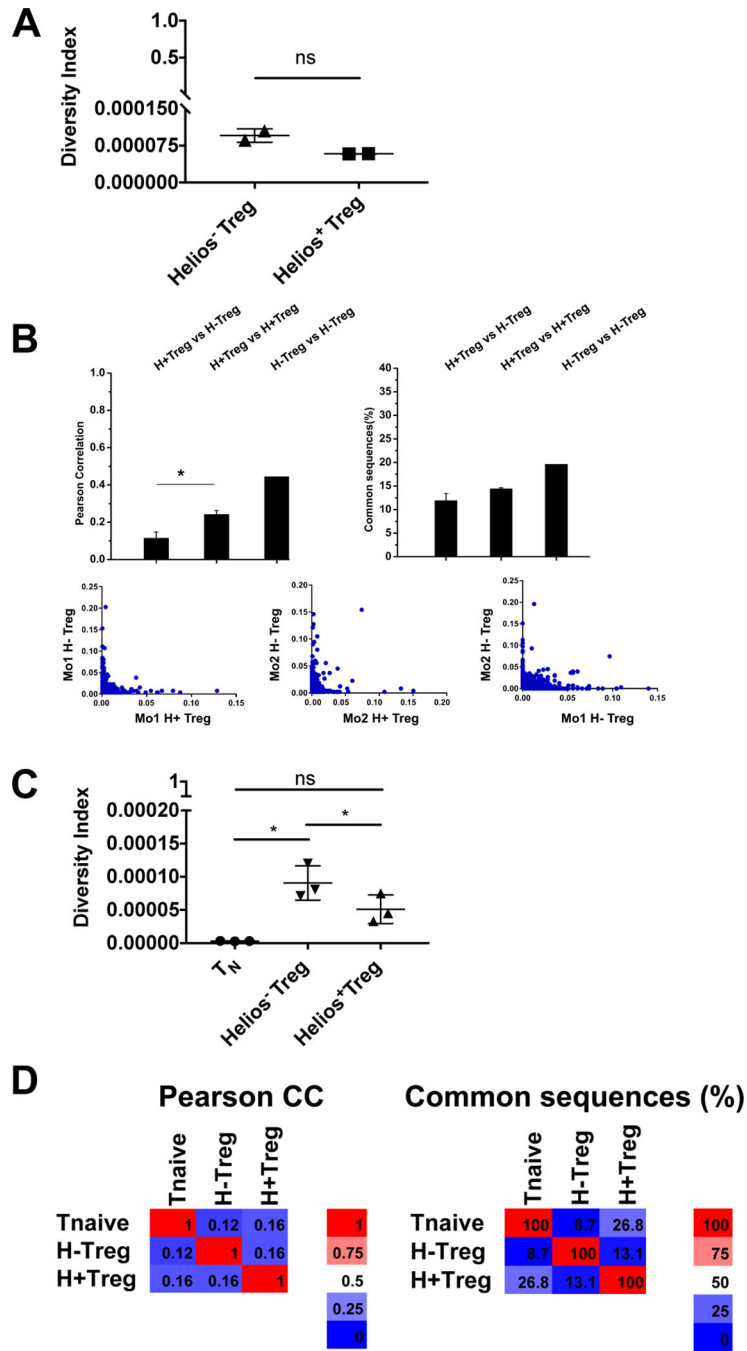 A
Diversity Index
1.0
0.5
0.000150
0.000075
0.000000
ns
Helios- Treg
Helios+ Treg
B
H+Treg vs H-Treg
H+Treg vs H+Treg
H-Treg vs H-Treg
Pearson Correlation
1.0
0.8
0.6
0.4
0.2
0.0
*
H+Treg vs H-Treg
H+Treg vs H+Treg
H-Treg vs H-Treg
Common sequences(%)
40
35
30
25
20
15
10
5
0
Mo1 H- Treg
0.25
0.20
0.15
0.10
0.05
0.00
0.00 0.05 0.10 0.15
Mo1 H+ Treg
Mo2 H- Treg
0.20
0.15
0.10
0.05
0.00
0.00 0.05 0.10 0.15 0.20
Mo2 H+ Treg
Mo2 H- Treg
0.25
0.20
0.15
0.10
0.05
0.00
0.00 0.05 0.10 0.15
Mo1 H- Treg
C
Diversity Index
1
0.00020
0.00015
0.00010
0.00005
0.00000
ns
* *
TN
Helios- Treg
Helios+Treg
D
Pearson CC
Tnaive H-Treg H+Treg
Tnaive 1 0.12 0.16
H-Treg 0.12 1 0.16
H+Treg 0.16 0.16 1
1
0.75
0.5
0.25
0
Common sequences (%)
Tnaive H-Treg H+Treg
Tnaive 100 8.7 26.8
H-Treg 8.7 100 13.1
H+Treg 26.8 13.1 100
100
75
50
25
0